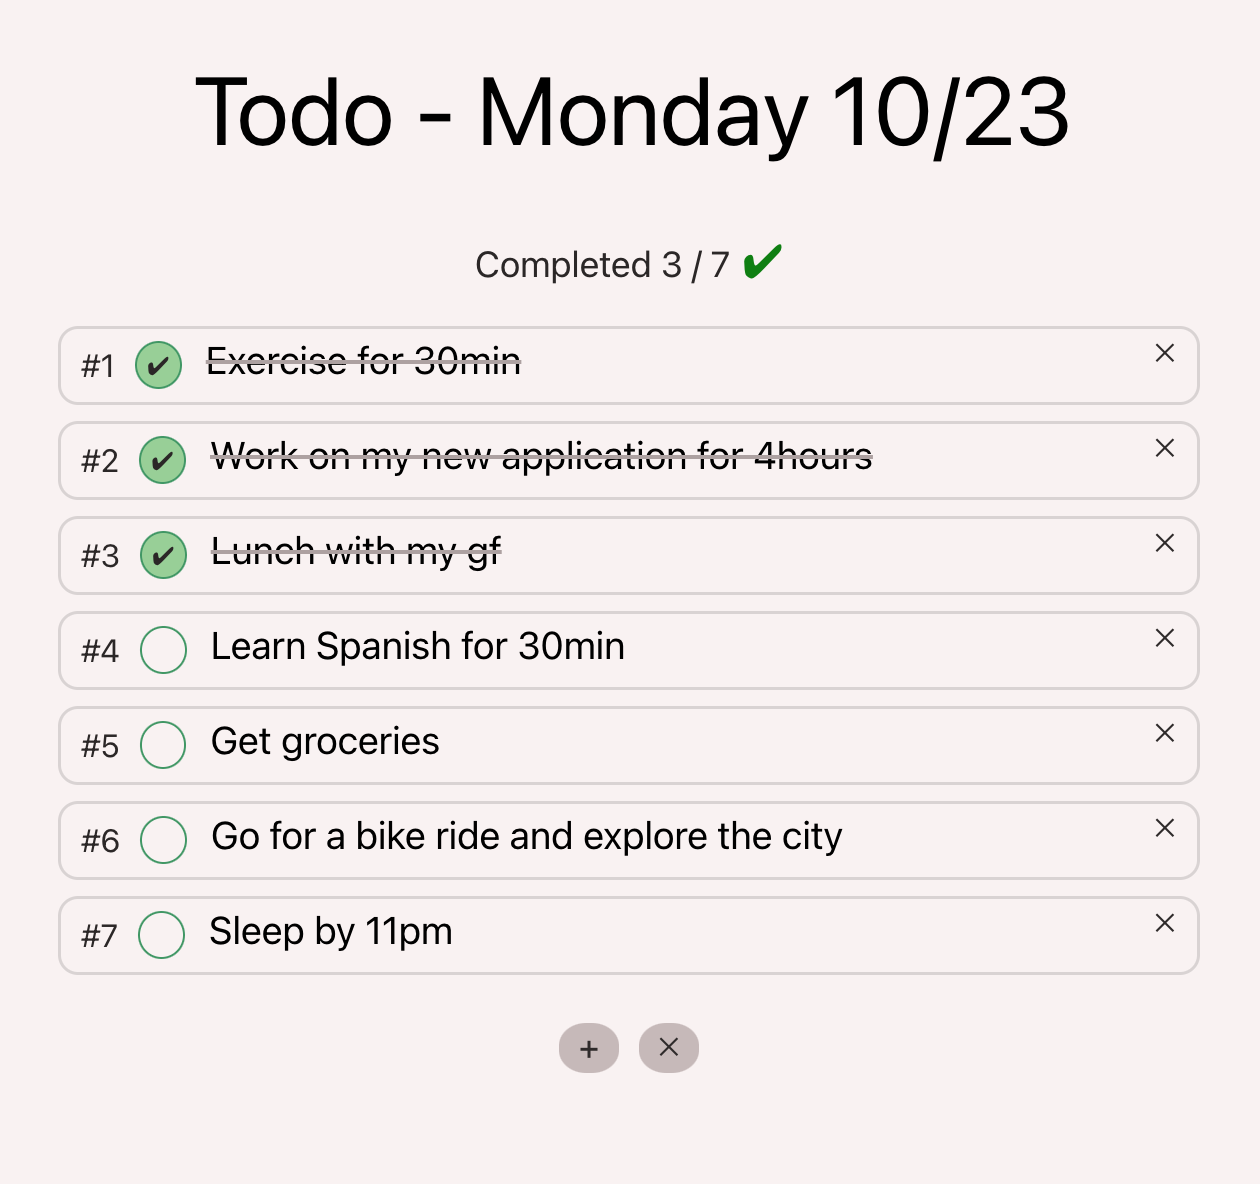 Todo - Monday 10/23
Completed 3 / 7 ✔
#1 ✔ Exercise for 30min ×
#2 ✔ Work on my new application for 4hours ×
#3 ✔ Lunch with my gf ×
#4 Learn Spanish for 30min ×
#5 Get groceries ×
#6 Go for a bike ride and explore the city ×
#7 Sleep by 11pm ×
+ ×